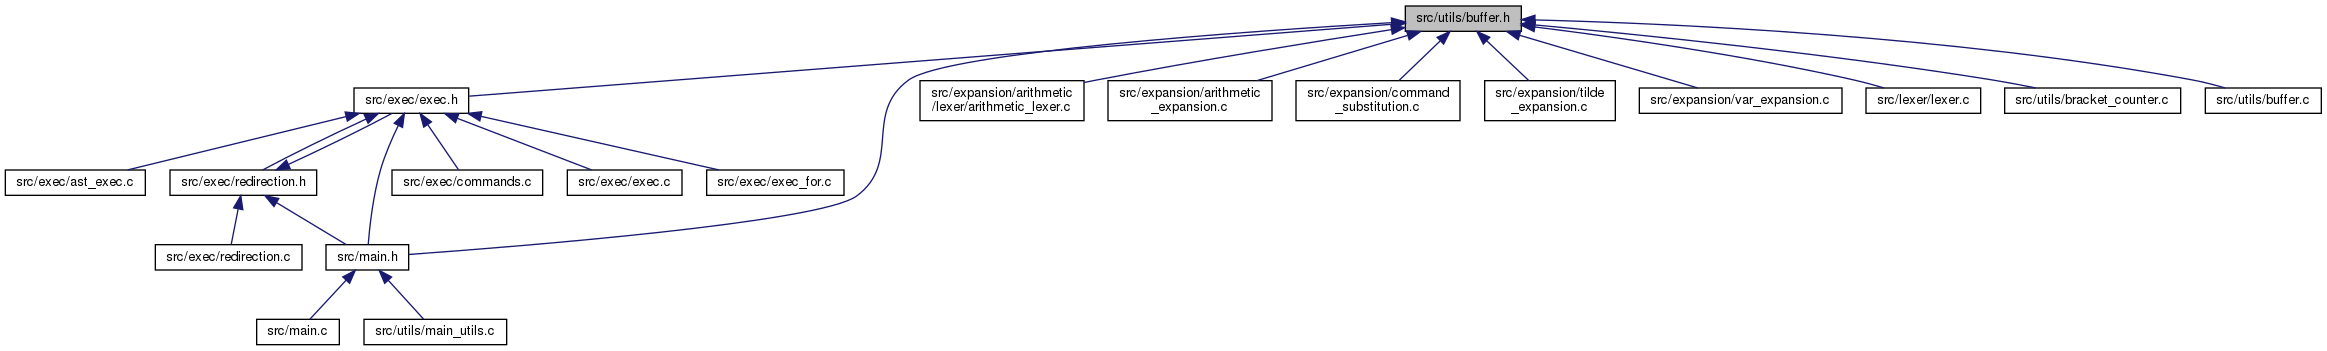 src/utils/buffer.h
src/exec/exec.h
src/expansion/arithmetic
/lexer/arithmetic_lexer.c
src/expansion/arithmetic
_expansion.c
src/expansion/command
_substitution.c
src/expansion/tilde
_expansion.c
src/expansion/var_expansion.c
src/lexer/lexer.c
src/utils/bracket_counter.c
src/utils/buffer.c
src/exec/ast_exec.c
src/exec/redirection.h
src/exec/commands.c
src/exec/exec.c
src/exec/exec_for.c
src/exec/redirection.c
src/main.h
src/main.c
src/utils/main_utils.c